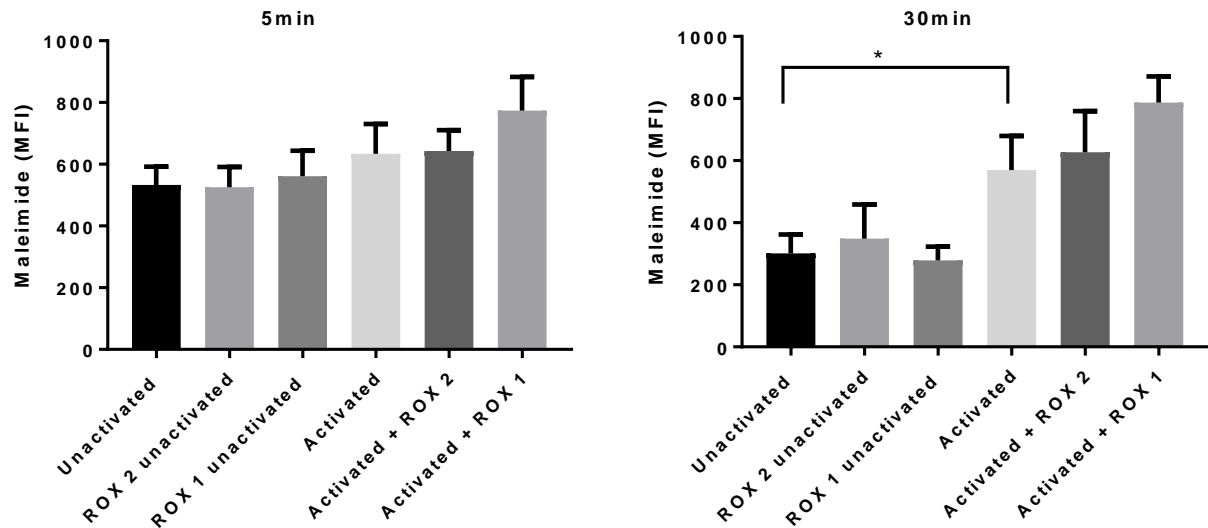 5min
1000
800
600
400
200
0
Maleimide (MFI)
Unactivated
ROX 2 unactivated
ROX 1 unactivated
Activated
Activated + ROX 2
Activated + ROX 1
30min
1000
800
600
400
200
0
Maleimide (MFI)
*
Unactivated
ROX 2 unactivated
ROX 1 unactivated
Activated
Activated + ROX 2
Activated + ROX 1